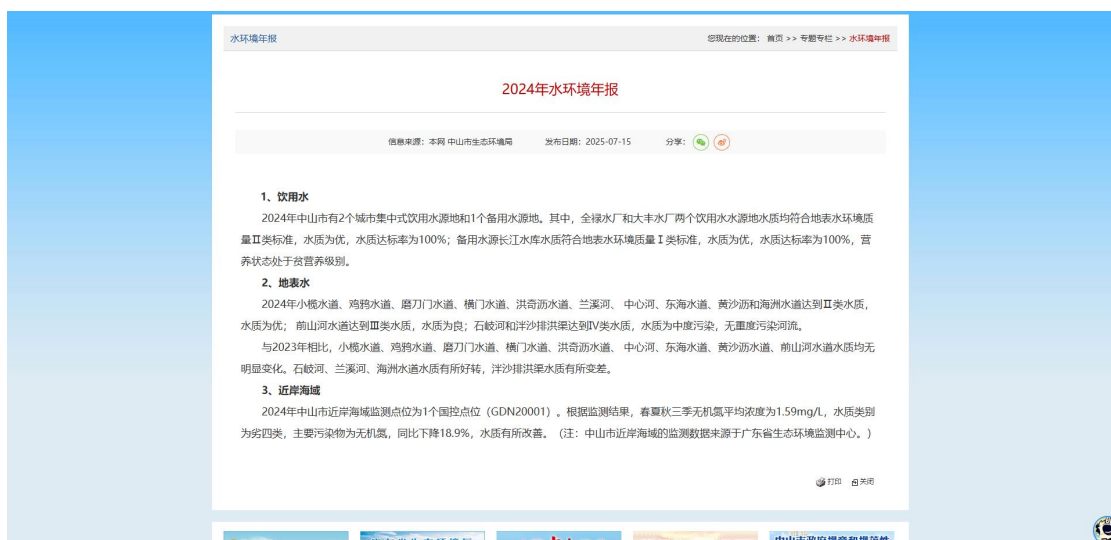 水环境年报
您现在的位置： 首页 >> 专题专栏 >> 水环境年报
2024年水环境年报
信息来源：本网 中山市生态环境局 发布日期：2025-07-15 分享：
1、饮用水
2024年中山市有2个城市集中式饮用水源地和1个备用水源地。其中，全禄水厂和大丰水厂两个饮用水水源地水质均符合地表水环境质
量Ⅱ类标准，水质为优，水质达标率为100%；备用水源长江水库水质符合地表水环境质量Ⅰ类标准，水质为优，水质达标率为100%，营
养状态处于贫营养级别。
2、地表水
2024年小榄水道、鸡鸦水道、磨刀门水道、横门水道、洪奇沥水道、兰溪河、 中心河、东海水道、黄沙沥和海洲水道达到Ⅱ类水质，
水质为优； 前山河水道达到Ⅲ类水质，水质为良；石岐河和泮沙排洪渠达到Ⅳ类水质，水质为中度污染，无重度污染河流。
与2023年相比，小榄水道、鸡鸦水道、磨刀门水道、横门水道、洪奇沥水道、 中心河、东海水道、黄沙沥水道、前山河水道水质均无
明显变化。石岐河、兰溪河、海洲水道水质有所好转，泮沙排洪渠水质有所变差。
3、近岸海域
2024年中山市近岸海域监测点位为1个国控点位（GDN20001）。根据监测结果，春夏秋三季无机氮平均浓度为1.59mg/L，水质类别
为劣四类，主要污染物为无机氮，同比下降18.9%，水质有所改善。（注：中山市近岸海域的监测数据来源于广东省生态环境监测中心。）
打印 关闭